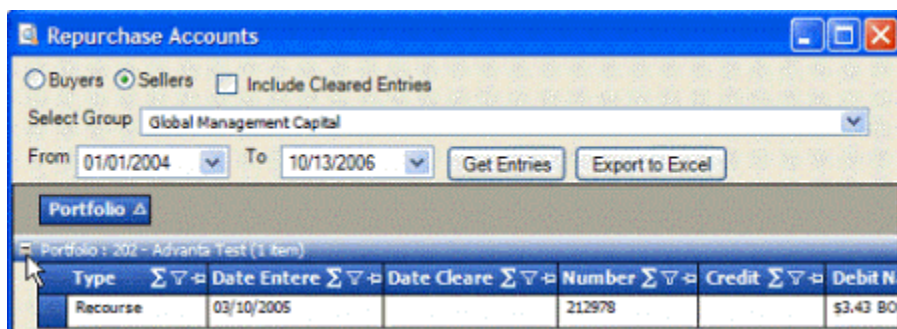 Repurchase Accounts
Buyers Sellers Include Cleared Entries
Select Group Global Management Capital
From 01/01/2004 To 10/13/2006 Get Entries Export to Excel
Portfolio
Portfolio : 202 - Advanta Test (1 item)
Type Date Entere Date Cleare Number Credit Debit N
Recourse 03/10/2005 212978 $3.43 BO